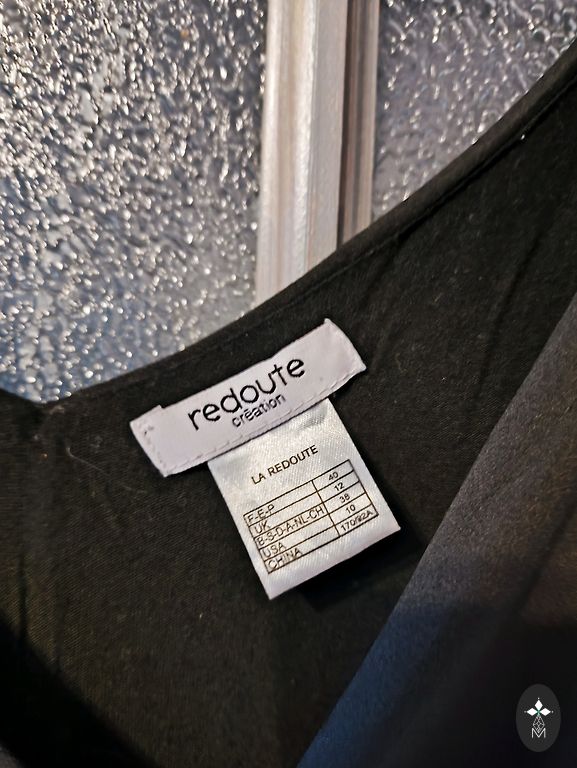 redoute
création
LA REDOUTE
F-E-P 40
UK 12
B-S-D-A-NL-CH 38
USA 10
CHINA 170/92A
M